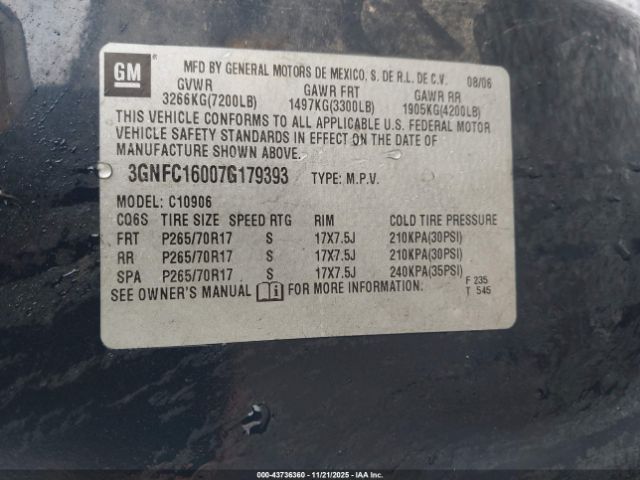 GM ® MFD BY GENERAL MOTORS DE MEXICO, S. DE R.L. DE C.V. 08/06
GVWR GAWR FRT GAWR RR
3266KG(7200LB) 1497KG(3300LB) 1905KG(4200LB)
THIS VEHICLE CONFORMS TO ALL APPLICABLE U.S. FEDERAL MOTOR
VEHICLE SAFETY STANDARDS IN EFFECT ON THE DATE OF
MANUFACTURE SHOWN ABOVE.
3GNFC16007G179393 TYPE: M.P.V.
MODEL: C10906
CQ6S TIRE SIZE SPEED RTG RIM COLD TIRE PRESSURE
FRT P265/70R17 S 17X7.5J 210KPA(30PSI)
RR P265/70R17 S 17X7.5J 210KPA(30PSI)
SPA P265/70R17 S 17X7.5J 240KPA(35PSI)
SEE OWNER'S MANUAL FOR MORE INFORMATION:
F 235
T 545
000-43736360 - 11/21/2025 - IAAI.COM